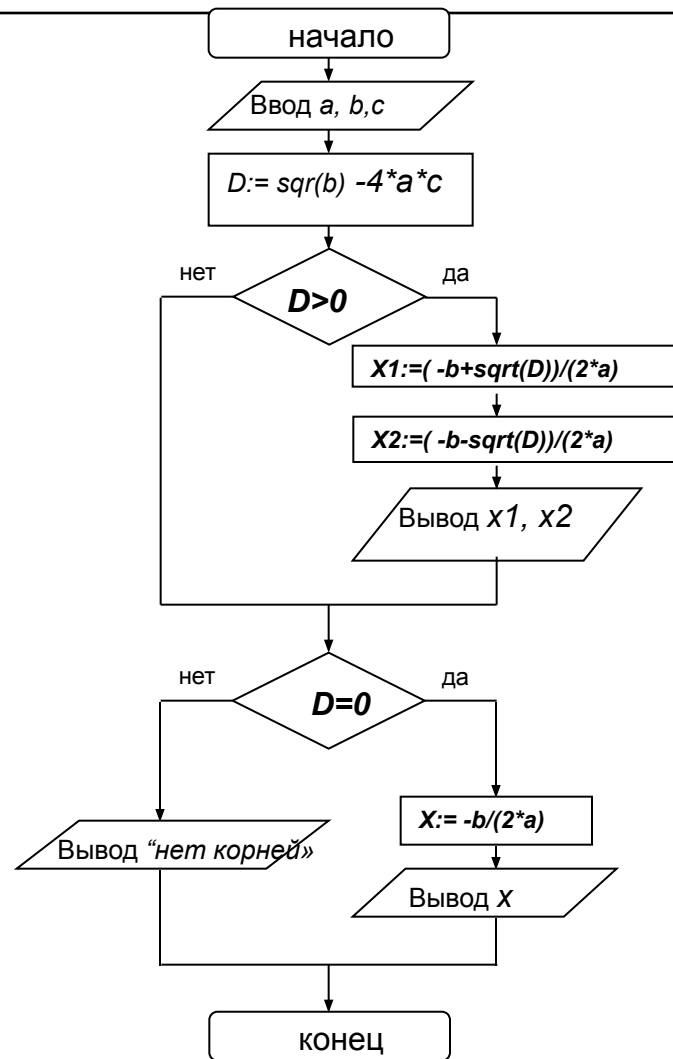 начало
Ввод a, b,c
D:= sqr(b) -4*a*c
нет
да
D>0
X1:=( -b+sqrt(D))/(2*a)
X2:=( -b-sqrt(D))/(2*a)
Вывод x1, x2
нет
да
D=0
X:= -b/(2*a)
Вывод “нет корней»
Вывод x
конец